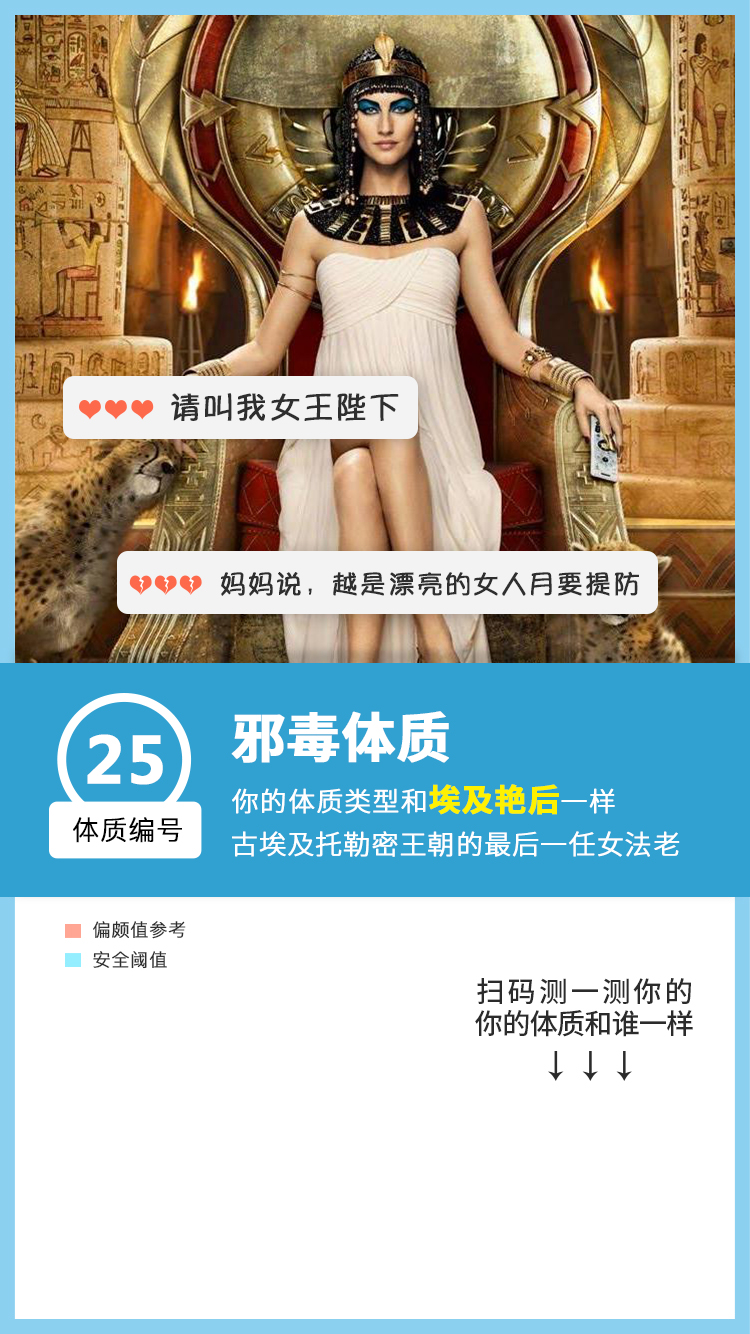 请叫我女王陛下
妈妈说，越是漂亮的女人月要提防
25
体质编号
邪毒体质
你的体质类型和埃及艳后一样
古埃及托勒密王朝的最后一任女法老
偏颇值参考
安全阈值
扫码测一测你的
你的体质和谁一样
↓ ↓ ↓